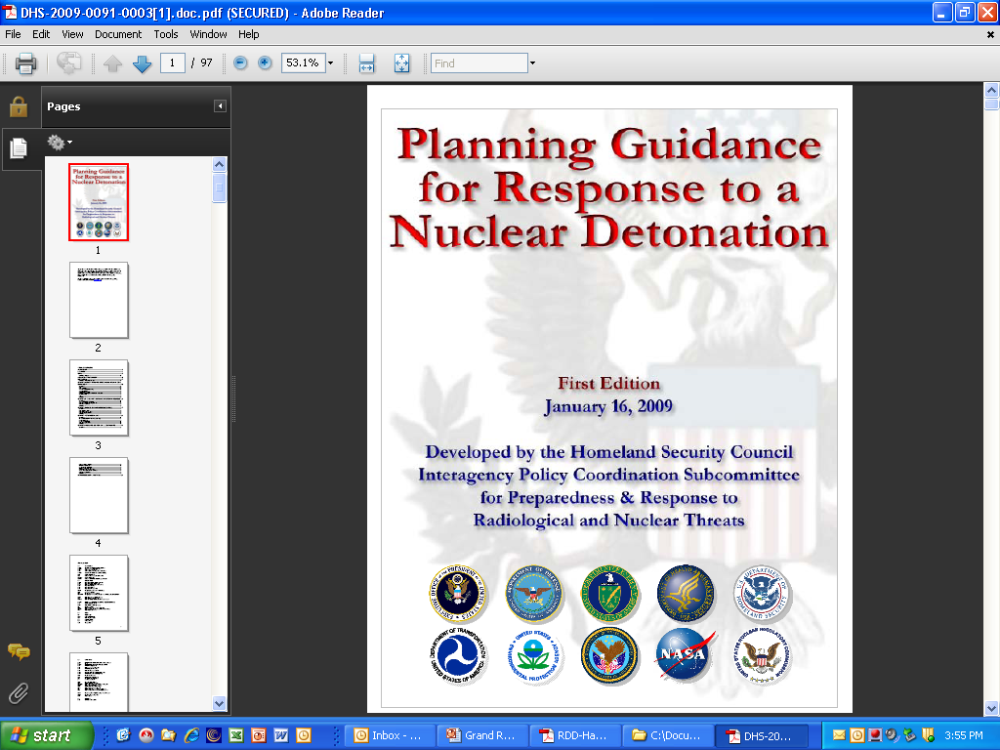 DHS-2009-0091-0003[1].doc.pdf (SECURED) - Adobe Reader
File Edit View Document Tools Window Help
1 / 97 53.1% Find
Pages
1
2
3
4
5
Planning Guidance
for Response to a
Nuclear Detonation
First Edition
January 16, 2009
Developed by the Homeland Security Council
Interagency Policy Coordination Subcommittee
for Preparedness & Response to
Radiological and Nuclear Threats
NASA
start Inbox - ... Grand R... RDD-Ha... C:\Docu... DHS-20... 3:55 PM